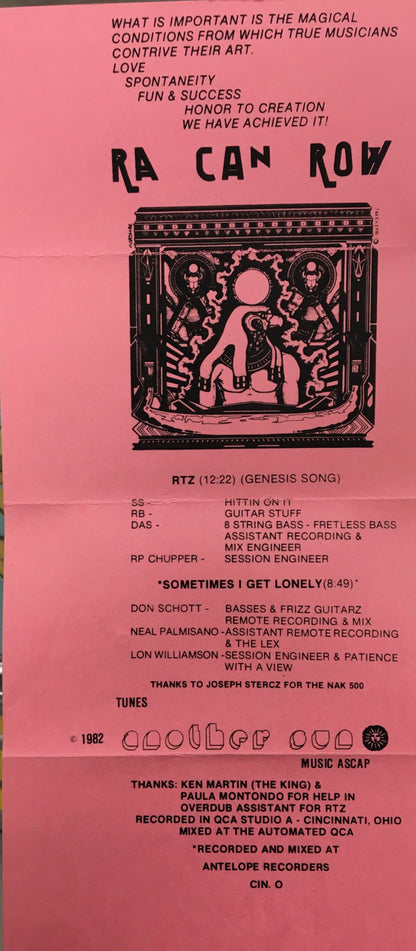 WHAT IS IMPORTANT IS THE MAGICAL
CONDITIONS FROM WHICH TRUE MUSICIANS
CONTRIVE THEIR ART.
LOVE
SPONTANEITY
FUN & SUCCESS
HONOR TO CREATION
WE HAVE ACHIEVED IT!
RA CAN ROW
RTZ (12:22) (GENESIS SONG)
SS - HITTIN ON IT
RB - GUITAR STUFF
DAS - 8 STRING BASS - FRETLESS BASS
ASSISTANT RECORDING &
MIX ENGINEER
RP CHUPPER - SESSION ENGINEER
*SOMETIMES I GET LONELY(8:49)*
DON SCHOTT - BASSES & FRIZZ GUITARZ
REMOTE RECORDING & MIX
NEAL PALMISANO - ASSISTANT REMOTE RECORDING
& THE LEX
LON WILLIAMSON - SESSION ENGINEER & PATIENCE
WITH A VIEW
THANKS TO JOSEPH STERCZ FOR THE NAK 500
TUNES
© 1982 another sun
MUSIC ASCAP
THANKS: KEN MARTIN (THE KING) &
PAULA MONTONDO FOR HELP IN
OVERDUB ASSISTANT FOR RTZ
RECORDED IN QCA STUDIO A - CINCINNATI, OHIO
MIXED AT THE AUTOMATED QCA
*RECORDED AND MIXED AT
ANTELOPE RECORDERS
CIN. O